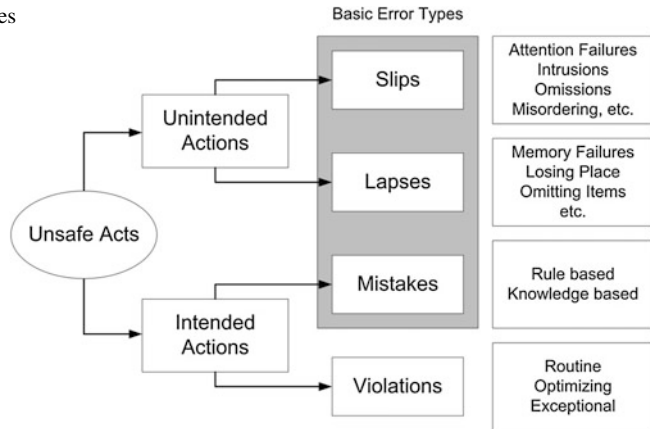 es
Basic Error Types
Slips
Attention Failures
Intrusions
Omissions
Misordering, etc.
Unintended
Actions
Lapses
Memory Failures
Losing Place
Omitting Items
etc.
Unsafe Acts
Mistakes
Rule based
Knowledge based
Intended
Actions
Violations
Routine
Optimizing
Exceptional